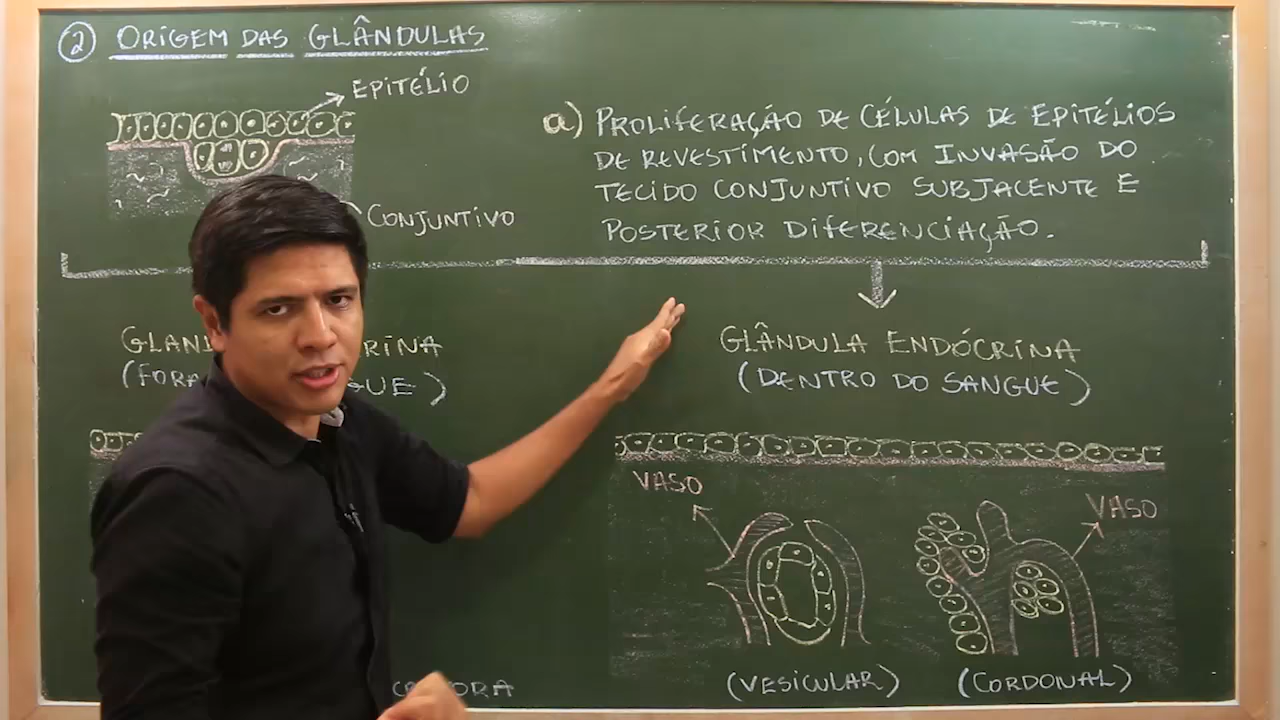 2 ORIGEM DAS GLÂNDULAS
EPITÉLIO
CONJUNTIVO
a) PROLIFERAÇÃO DE CÉLULAS DE EPITÉLIOS
DE REVESTIMENTO, COM INVASÃO DO
TECIDO CONJUNTIVO SUBJACENTE E
POSTERIOR DIFERENCIAÇÃO.
GLÂNDULA ENDÓCRINA
(DENTRO DO SANGUE)
VASO
VASO
(VESICULAR)
(CORDONAL)